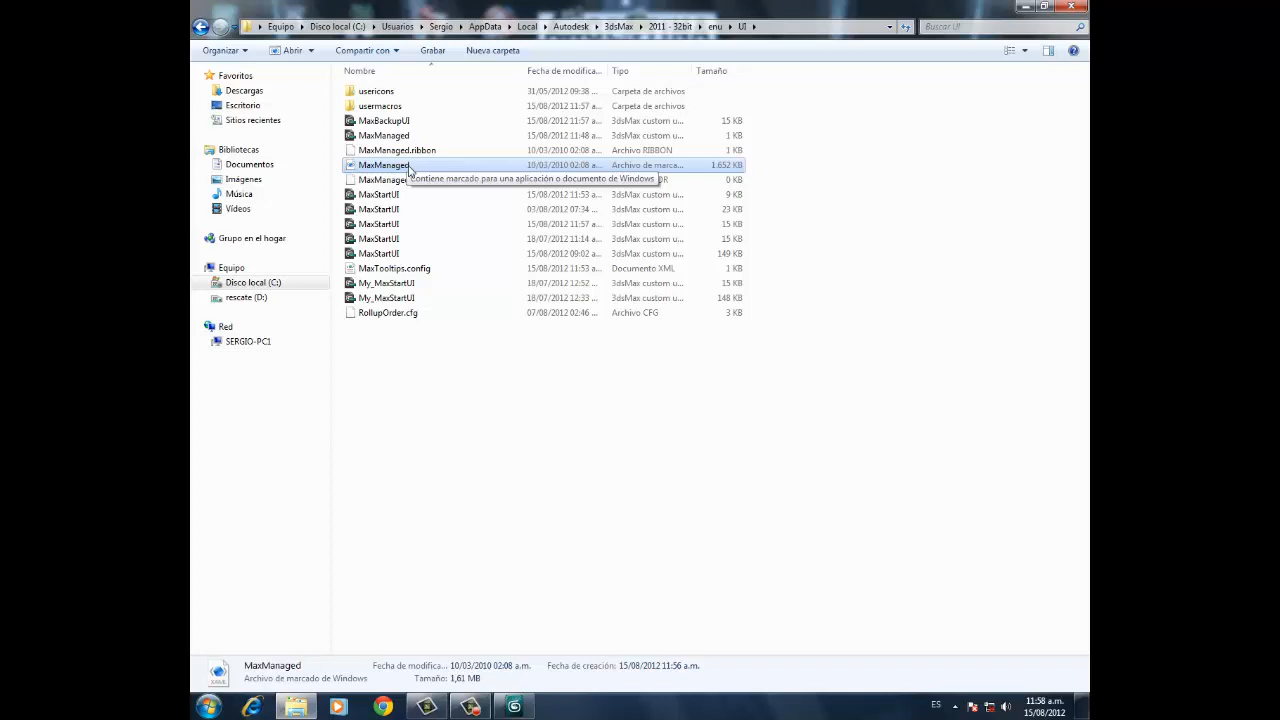 Equipo Disco local (C:) Usuarios Sergio AppData Local Autodesk 3dsMax 2011 - 32bit enu UI Buscar UI
Organizar Abrir Compartir con Grabar Nueva carpeta
Nombre Fecha de modifica... Tipo Tamaño
Favoritos
Descargas
Escritorio
Sitios recientes
Bibliotecas
Documentos
Imágenes
Música
Vídeos
Grupo en el hogar
Equipo
Disco local (C:)
rescate (D:)
Red
SERGIO-PC1
usericons 31/05/2012 09:38 ... Carpeta de archivos
usermacros 15/08/2012 11:57 a... Carpeta de archivos
MaxBackupUI 15/08/2012 11:57 a... 3dsMax custom u... 15 KB
MaxManaged 15/08/2012 11:48 a... 3dsMax custom u... 1 KB
MaxManaged.ribbon 10/03/2010 02:08 a... Archivo RIBBON 1 KB
MaxManaged 10/03/2010 02:08 a... Archivo de marca... 1.652 KB
MaxManaged Contiene marcado para una aplicación o documento de Windows OR 0 KB
MaxStartUI 15/08/2012 11:53 a... 3dsMax custom u... 9 KB
MaxStartUI 03/08/2012 07:34 ... 3dsMax custom u... 23 KB
MaxStartUI 15/08/2012 11:57 a... 3dsMax custom u... 15 KB
MaxStartUI 18/07/2012 11:14 a... 3dsMax custom u... 15 KB
MaxStartUI 15/08/2012 09:02 a... 3dsMax custom u... 149 KB
MaxTooltips.config 15/08/2012 11:53 a... Documento XML 1 KB
My_MaxStartUI 18/07/2012 12:52 ... 3dsMax custom u... 15 KB
My_MaxStartUI 18/07/2012 12:33 ... 3dsMax custom u... 148 KB
RollupOrder.cfg 07/08/2012 02:46 ... Archivo CFG 3 KB
MaxManaged Fecha de modifica... 10/03/2010 02:08 a.m. Fecha de creación: 15/08/2012 11:56 a.m.
Archivo de marcado de Windows Tamaño: 1,61 MB
XAML
ES 11:58 a.m.
15/08/2012